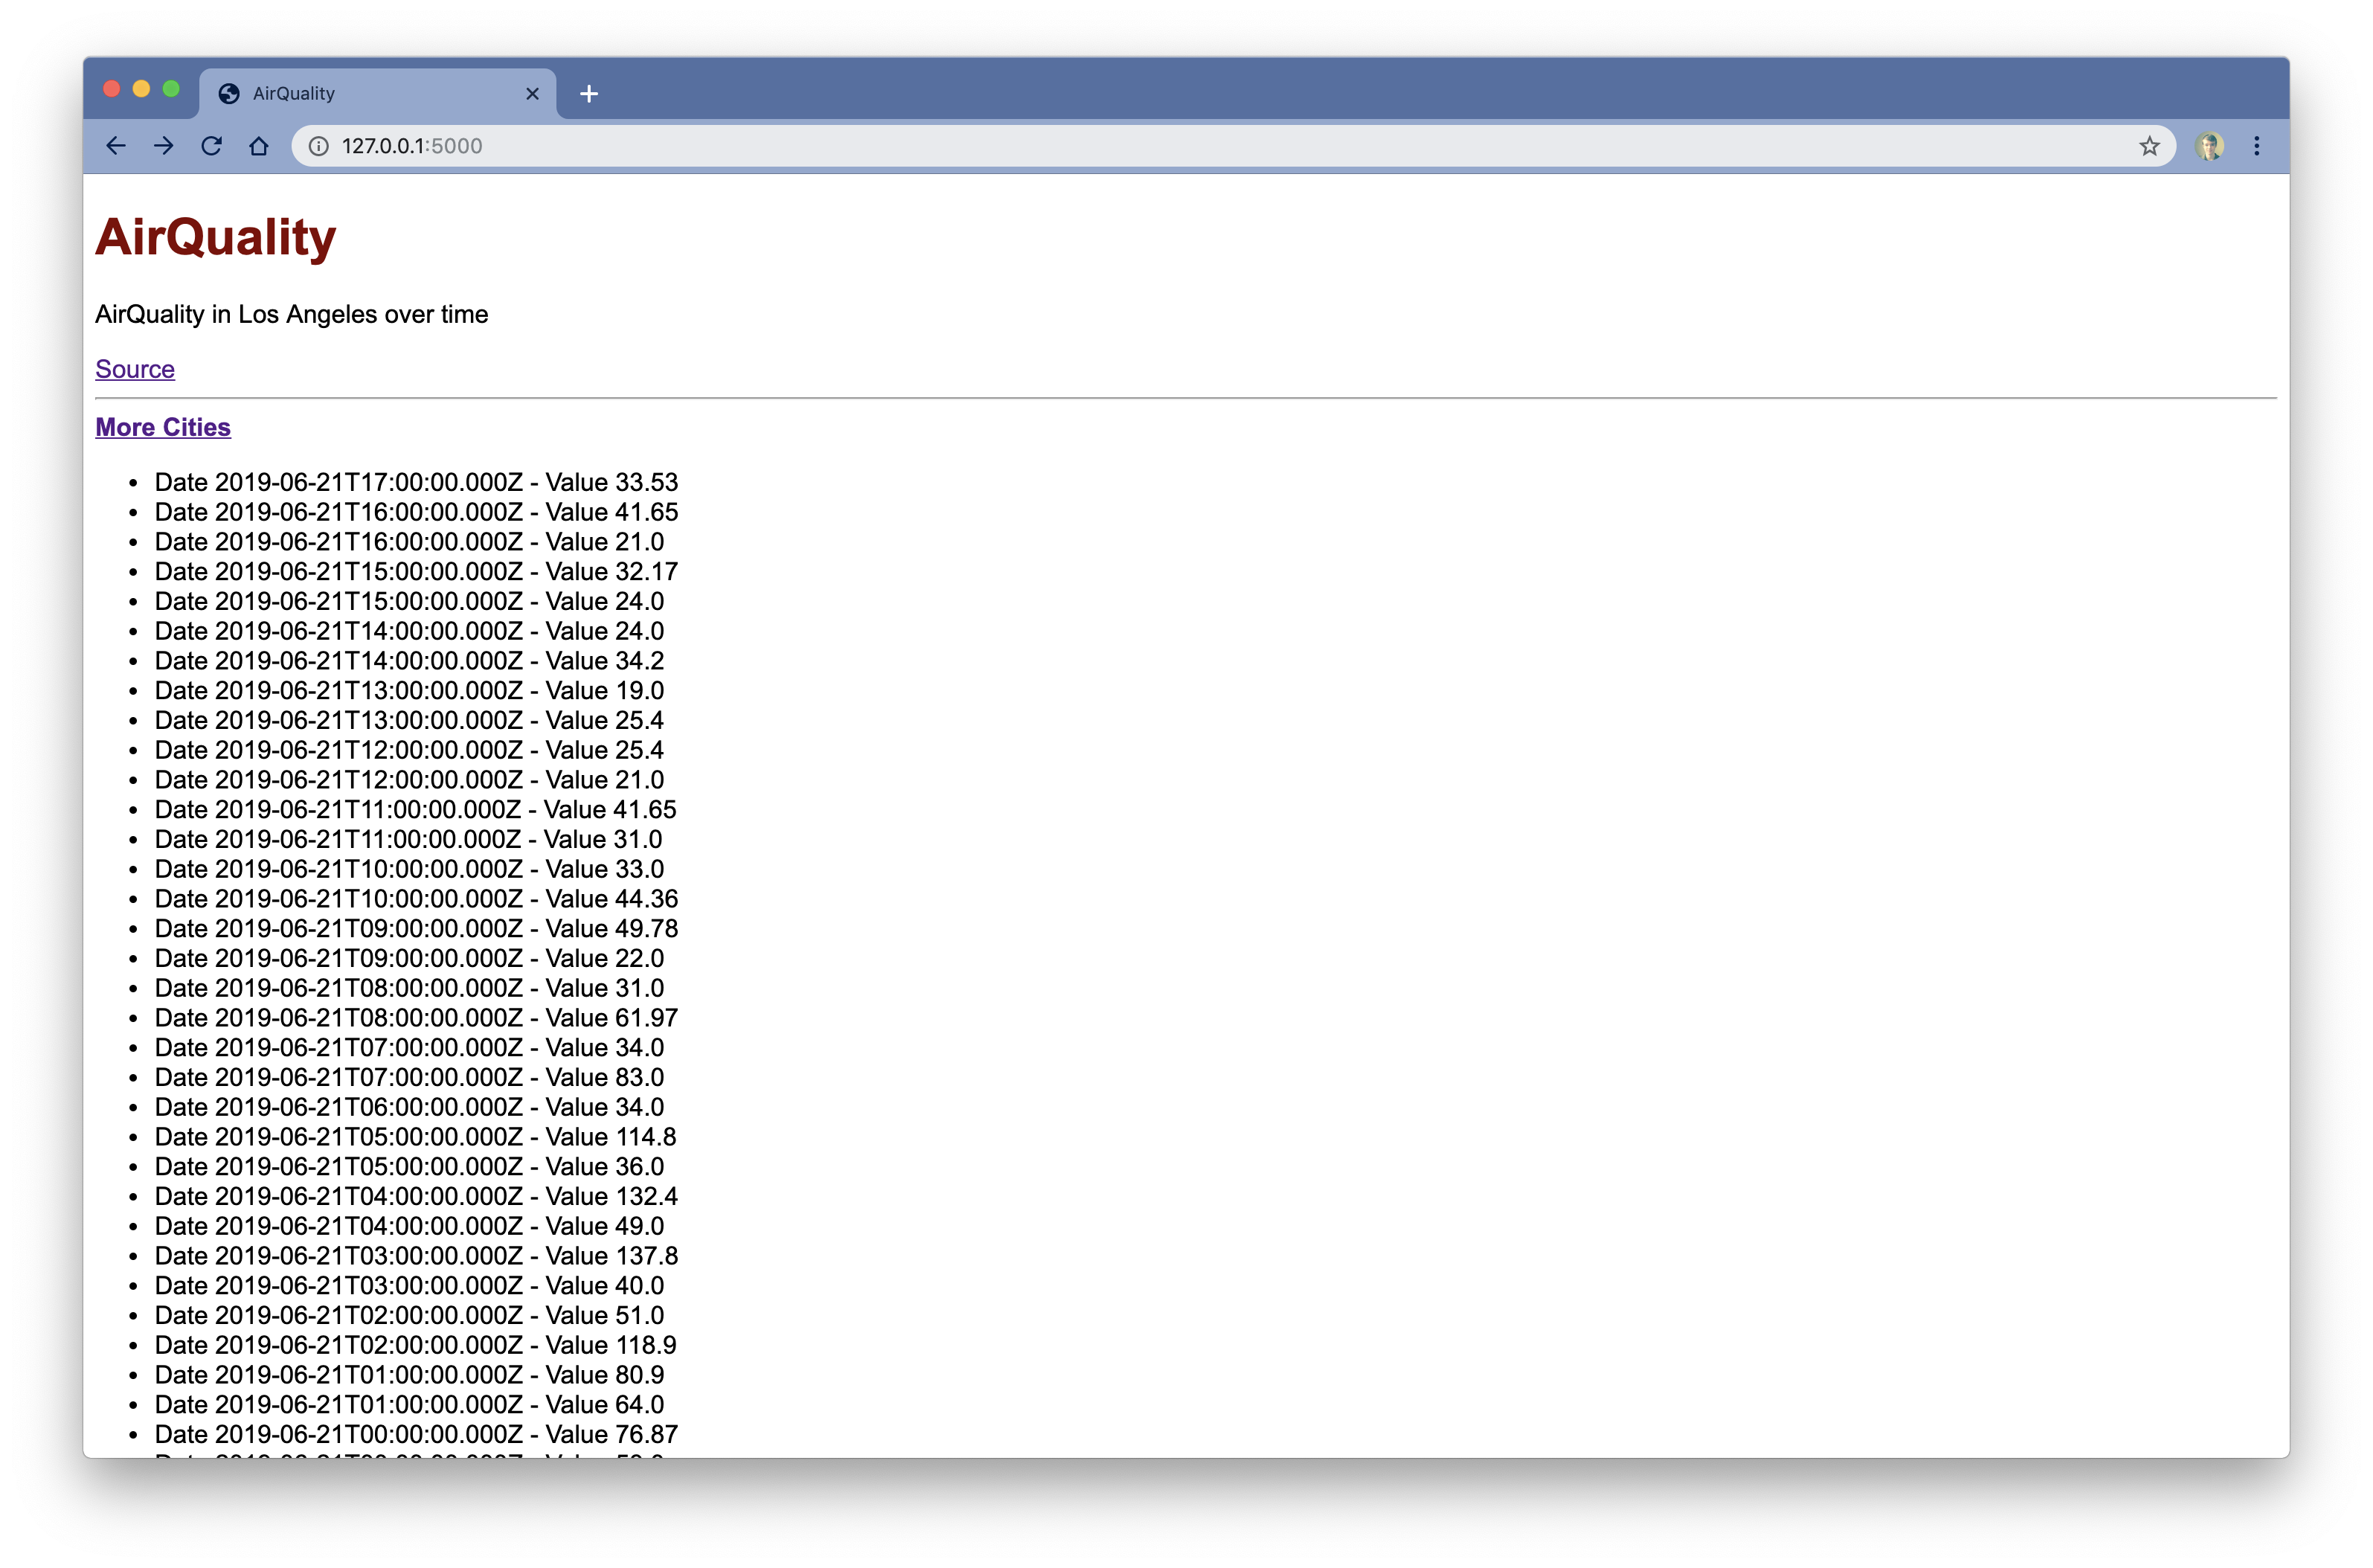 AirQuality
127.0.0.1:5000
AirQuality
AirQuality in Los Angeles over time
Source
More Cities
• Date 2019-06-21T17:00:00.000Z - Value 33.53
• Date 2019-06-21T16:00:00.000Z - Value 41.65
• Date 2019-06-21T16:00:00.000Z - Value 21.0
• Date 2019-06-21T15:00:00.000Z - Value 32.17
• Date 2019-06-21T15:00:00.000Z - Value 24.0
• Date 2019-06-21T14:00:00.000Z - Value 24.0
• Date 2019-06-21T14:00:00.000Z - Value 34.2
• Date 2019-06-21T13:00:00.000Z - Value 19.0
• Date 2019-06-21T13:00:00.000Z - Value 25.4
• Date 2019-06-21T12:00:00.000Z - Value 25.4
• Date 2019-06-21T12:00:00.000Z - Value 21.0
• Date 2019-06-21T11:00:00.000Z - Value 41.65
• Date 2019-06-21T11:00:00.000Z - Value 31.0
• Date 2019-06-21T10:00:00.000Z - Value 33.0
• Date 2019-06-21T10:00:00.000Z - Value 44.36
• Date 2019-06-21T09:00:00.000Z - Value 49.78
• Date 2019-06-21T09:00:00.000Z - Value 22.0
• Date 2019-06-21T08:00:00.000Z - Value 31.0
• Date 2019-06-21T08:00:00.000Z - Value 61.97
• Date 2019-06-21T07:00:00.000Z - Value 34.0
• Date 2019-06-21T07:00:00.000Z - Value 83.0
• Date 2019-06-21T06:00:00.000Z - Value 34.0
• Date 2019-06-21T05:00:00.000Z - Value 114.8
• Date 2019-06-21T05:00:00.000Z - Value 36.0
• Date 2019-06-21T04:00:00.000Z - Value 132.4
• Date 2019-06-21T04:00:00.000Z - Value 49.0
• Date 2019-06-21T03:00:00.000Z - Value 137.8
• Date 2019-06-21T03:00:00.000Z - Value 40.0
• Date 2019-06-21T02:00:00.000Z - Value 51.0
• Date 2019-06-21T02:00:00.000Z - Value 118.9
• Date 2019-06-21T01:00:00.000Z - Value 80.9
• Date 2019-06-21T01:00:00.000Z - Value 64.0
• Date 2019-06-21T00:00:00.000Z - Value 76.87